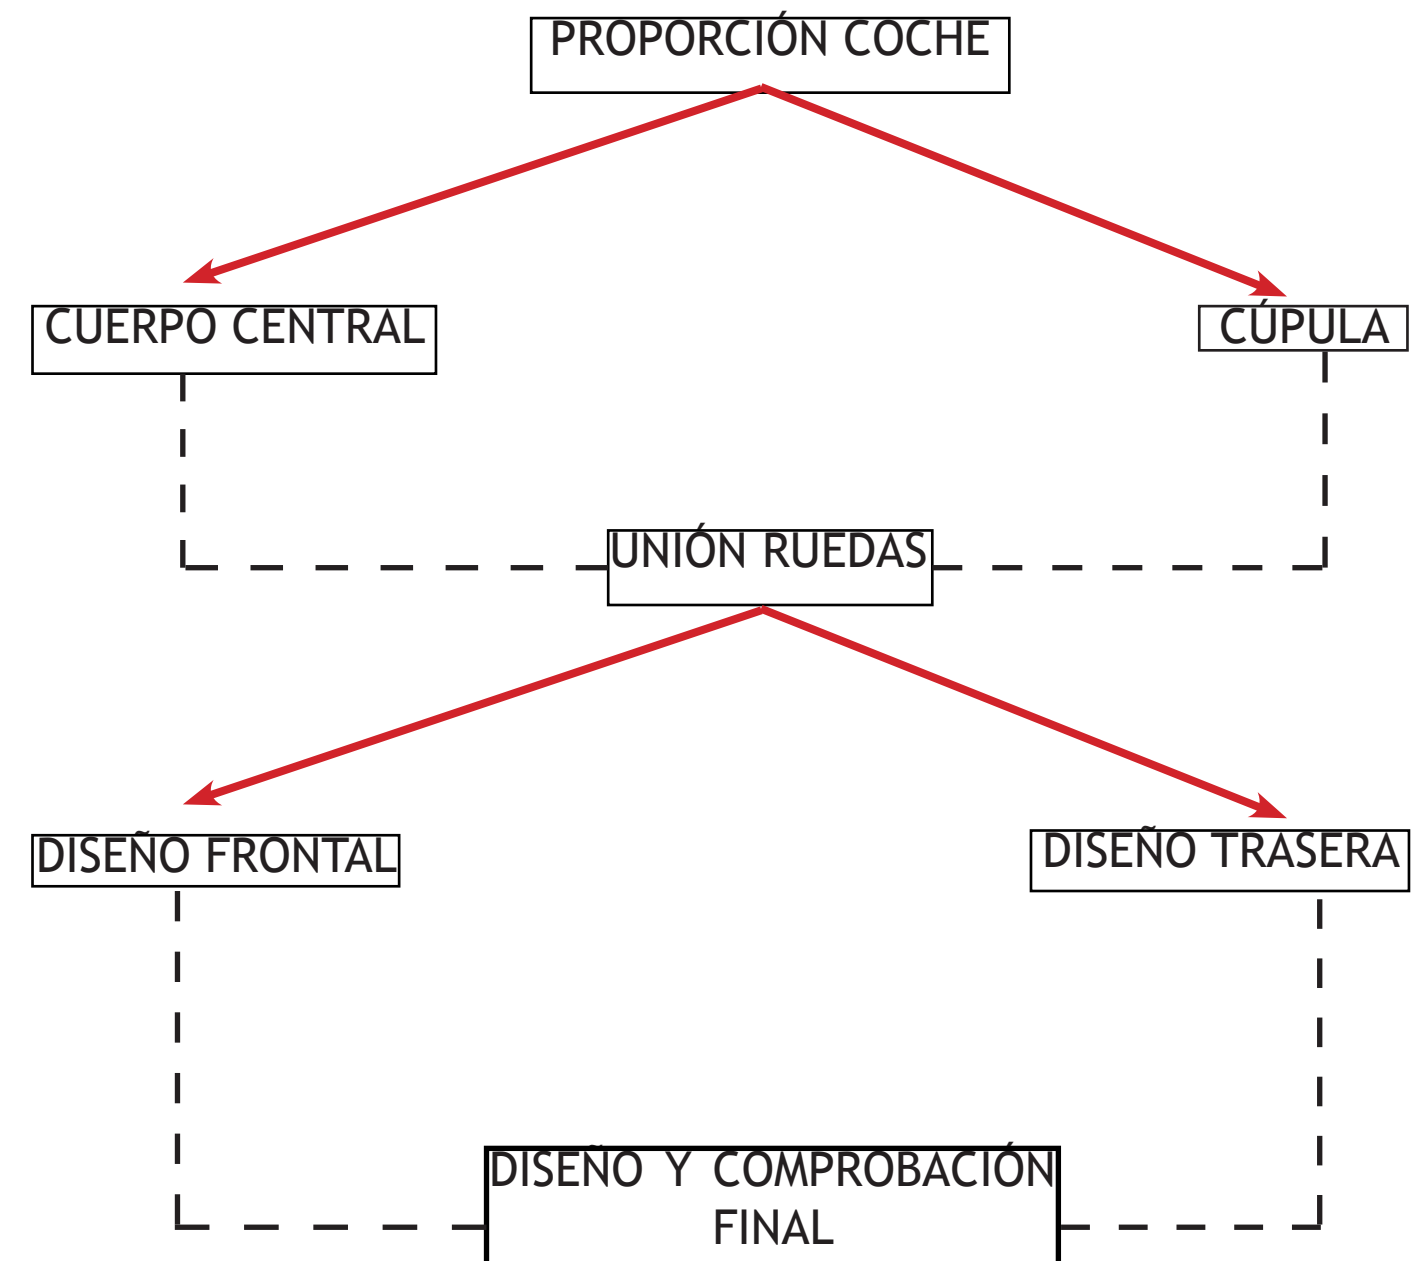 PROPORCIÓN COCHE
CUERPO CENTRAL
CÚPULA
UNIÓN RUEDAS
DISEÑO FRONTAL
DISEÑO TRASERA
DISEÑO Y COMPROBACIÓN
FINAL